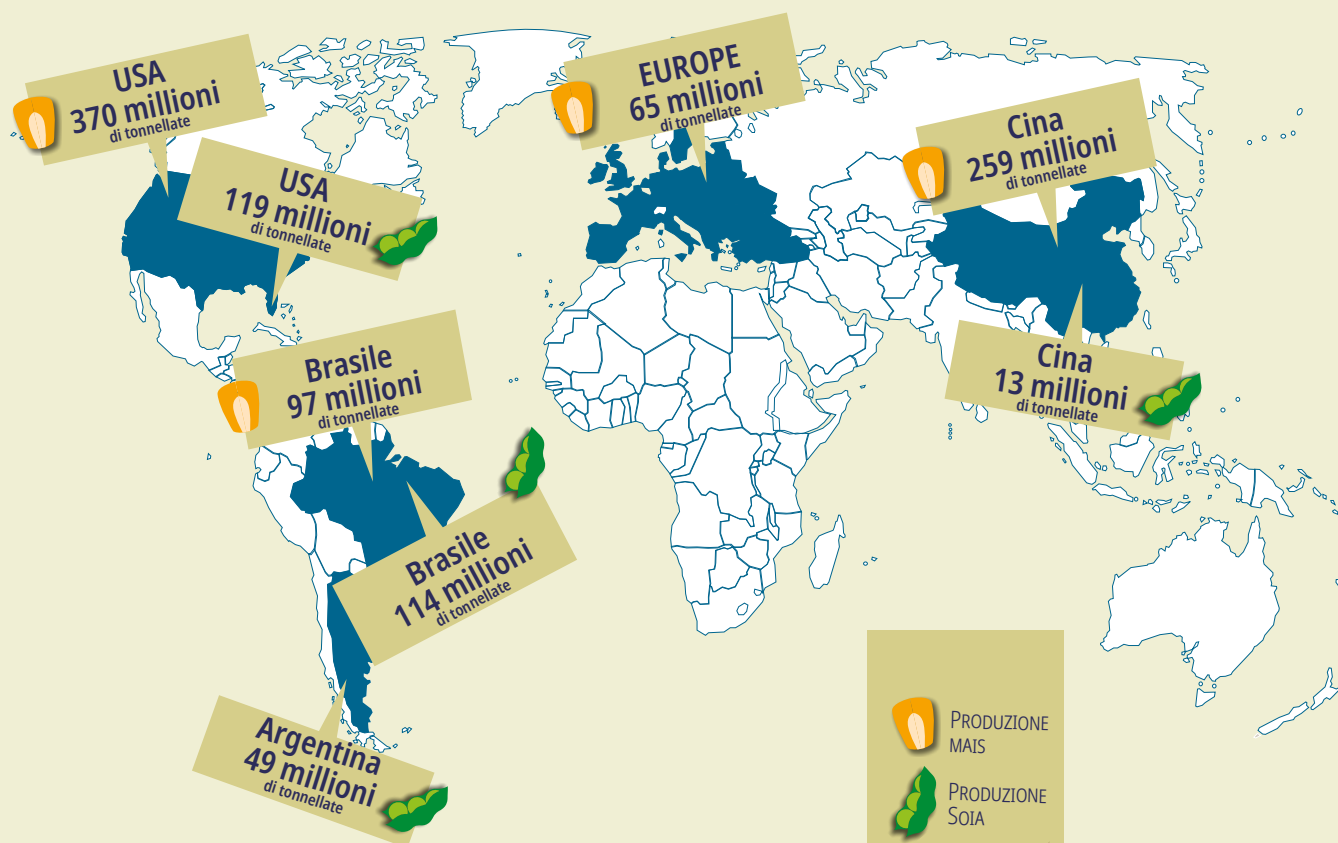 USA
370 millioni
di tonnellate
USA
119 millioni
di tonnellate
EUROPE
65 millioni
di tonnellate
Cina
259 millioni
di tonnellate
Brasile
97 millioni
di tonnellate
Cina
13 millioni
di tonnellate
Brasile
114 millioni
di tonnellate
Argentina
49 millioni
di tonnellate
PRODUZIONE
MAIS
PRODUZIONE
SOIA